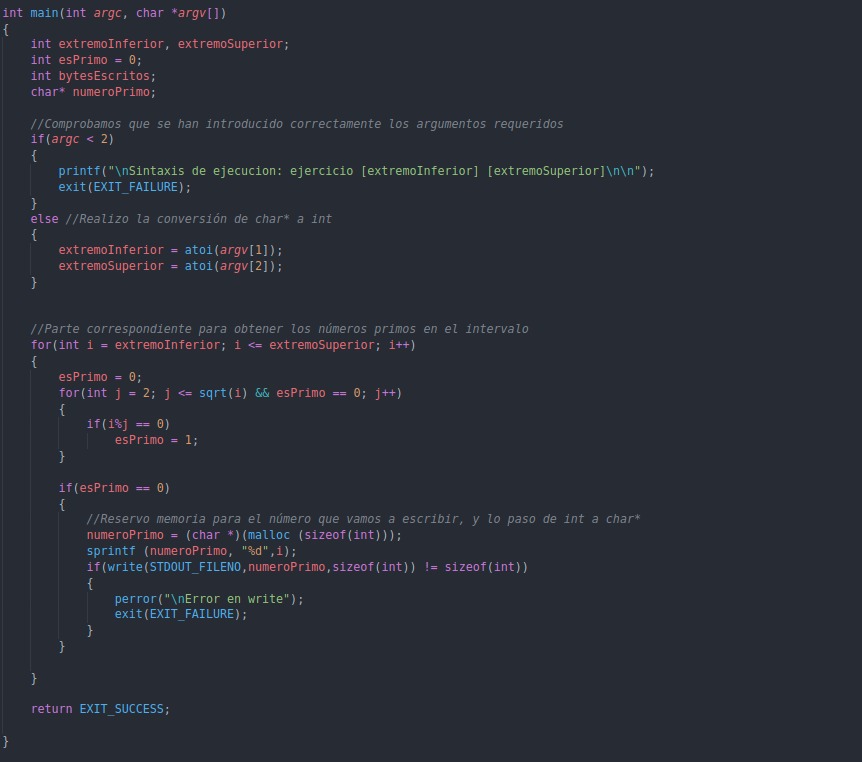 int main(int argc, char *argv[])
{
    int extremoInferior, extremoSuperior;
    int esPrimo = 0;
    int bytesEscritos;
    char* numeroPrimo;
    //Comprobamos que se han introducido correctamente los argumentos requeridos
    if(argc < 2)
    {
        printf("\nSintaxis de ejecucion: ejercicio [extremoInferior] [extremoSuperior]\n\n");
        exit(EXIT_FAILURE);
    }
    else //Realizo la conversión de char* a int
    {
        extremoInferior = atoi(argv[1]);
        extremoSuperior = atoi(argv[2]);
    }
    //Parte correspondiente para obtener los números primos en el intervalo
    for(int i = extremoInferior; i <= extremoSuperior; i++)
    {
        esPrimo = 0;
        for(int j = 2; j <= sqrt(i) && esPrimo == 0; j++)
        {
            if(i%j == 0)
                esPrimo = 1;
        }
        if(esPrimo == 0)
        {
            //Reservo memoria para el número que vamos a escribir, y lo paso de int a char*
            numeroPrimo = (char *)(malloc (sizeof(int)));
            sprintf (numeroPrimo, "%d",i);
            if(write(STDOUT_FILENO,numeroPrimo,sizeof(int)) != sizeof(int))
            {
                perror("\nError en write");
                exit(EXIT_FAILURE);
            }
        }
    }
    return EXIT_SUCCESS;
}